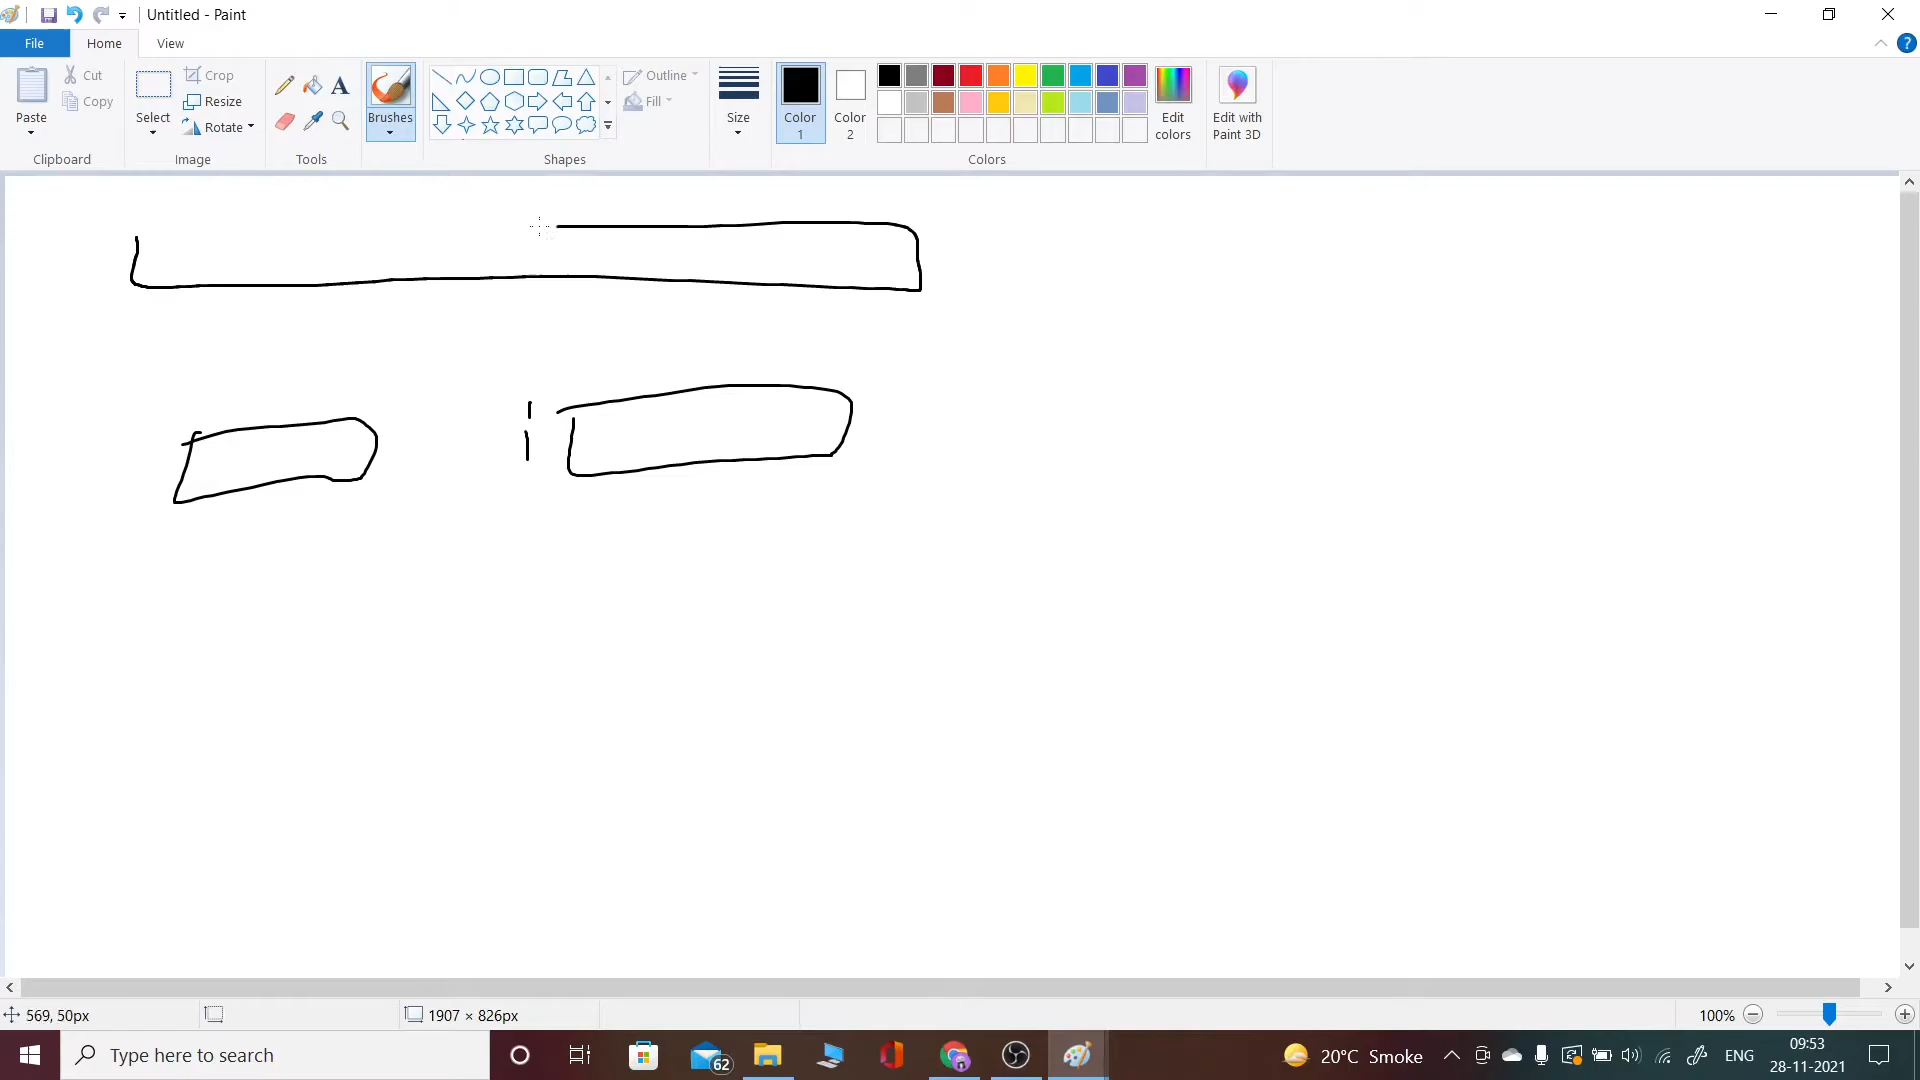 Untitled - Paint
File Home View
Paste
Cut
Copy
Clipboard
Select
Crop
Resize
Rotate
Image
A
Tools
Brushes
Outline
Fill
Shapes
Size
Color 1
Color 2
Edit colors
Colors
Edit with Paint 3D
569, 50px
1907 × 826px
100%
Type here to search
62
20°C Smoke
ENG
09:53
28-11-2021